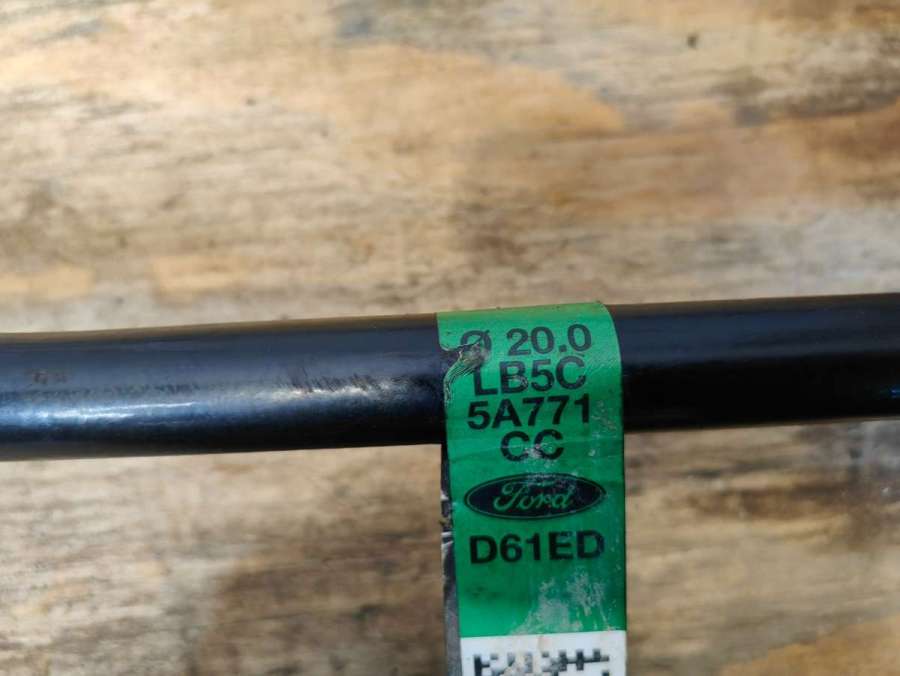 Ø 20.0
LB5C
5A771
CC
Ford
D61ED